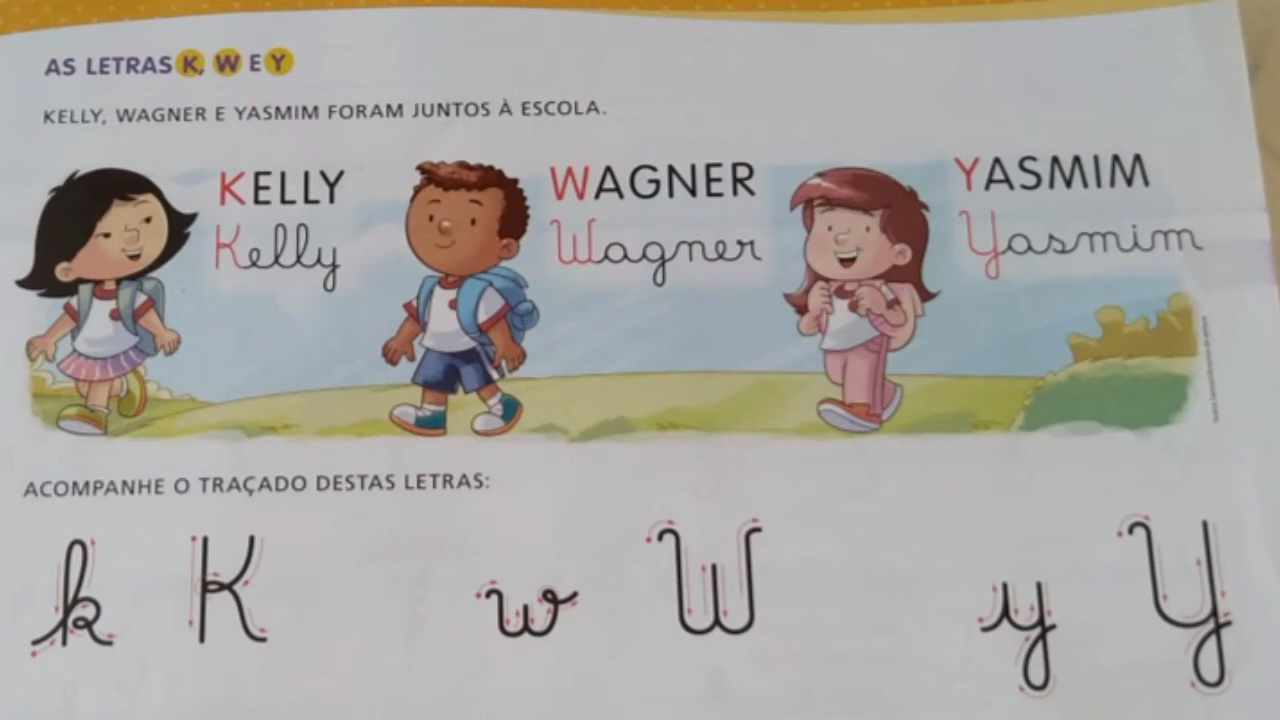 AS LETRAS K, W E Y
KELLY, WAGNER E YASMIM FORAM JUNTOS À ESCOLA.
KELLY
Kelly
WAGNER
Wagner
YASMIM
Yasmim
ACOMPANHE O TRAÇADO DESTAS LETRAS:
k K w W y Y